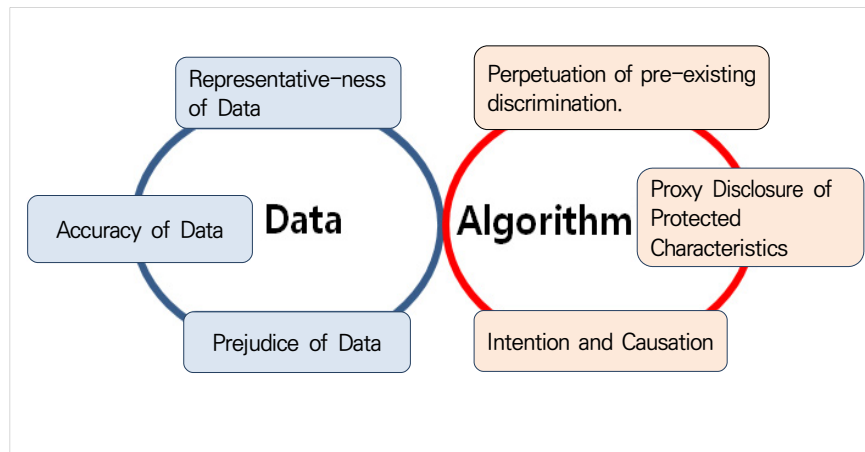 Representative-ness
of Data
Perpetuation of pre-existing
discrimination.
Accuracy of Data
Data
Algorithm
Proxy Disclosure of
Protected
Characteristics
Prejudice of Data
Intention and Causation